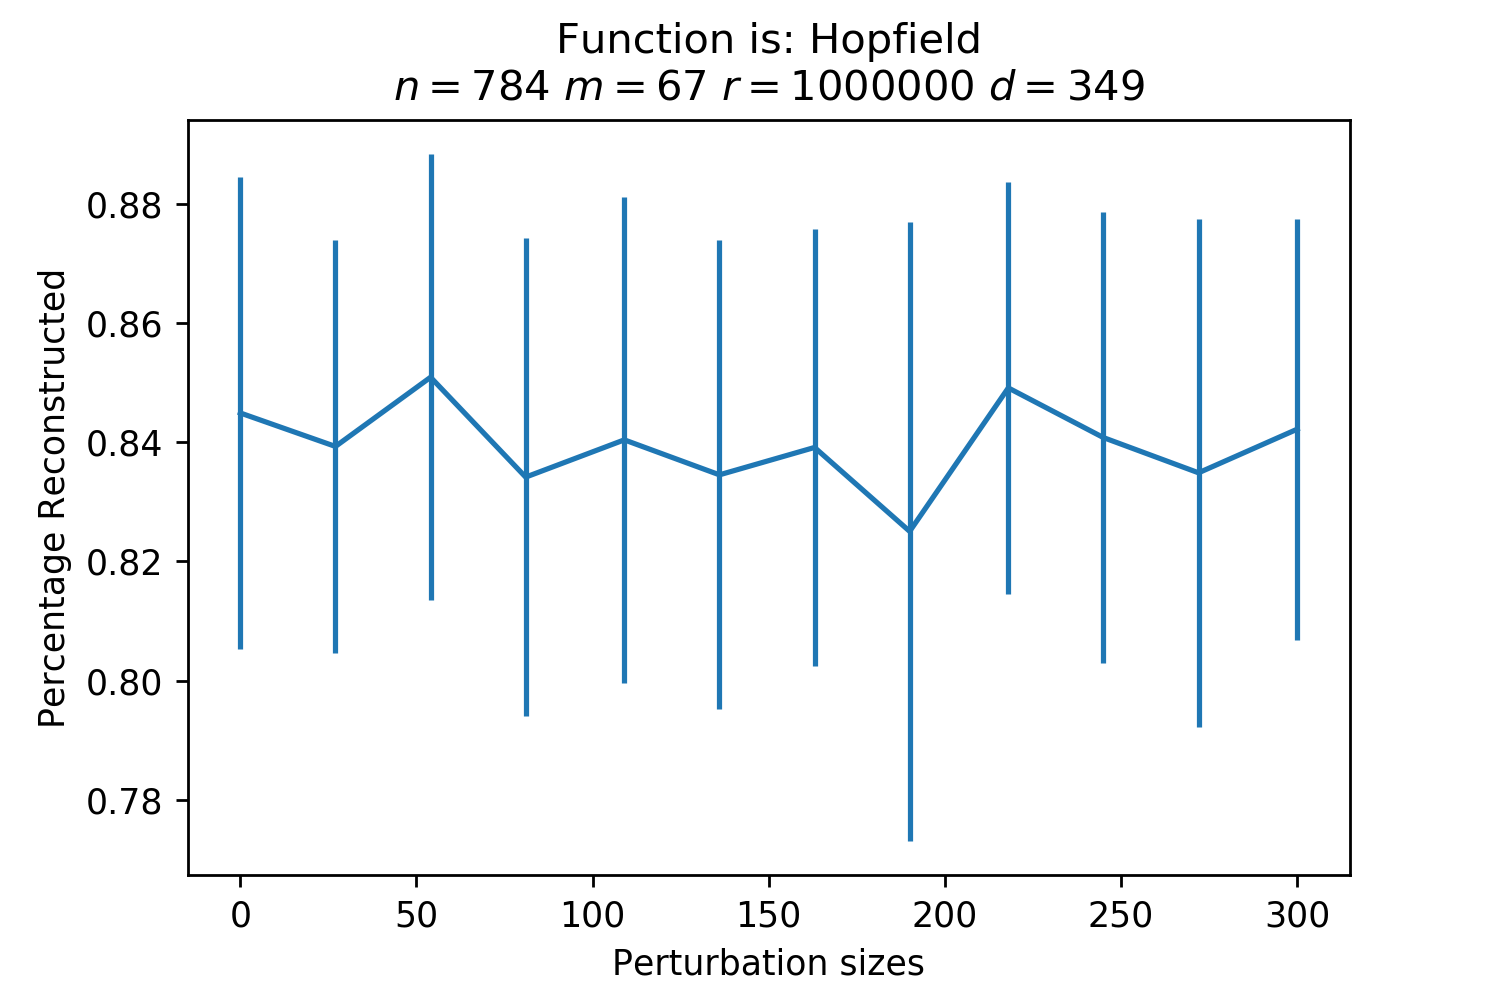 Function is: Hopfield
n = 784 m = 67 r = 1000000 d = 349
0.88
0.86
0.84
0.82
0.80
0.78
Percentage Reconstructed
0 50 100 150 200 250 300
Perturbation sizes